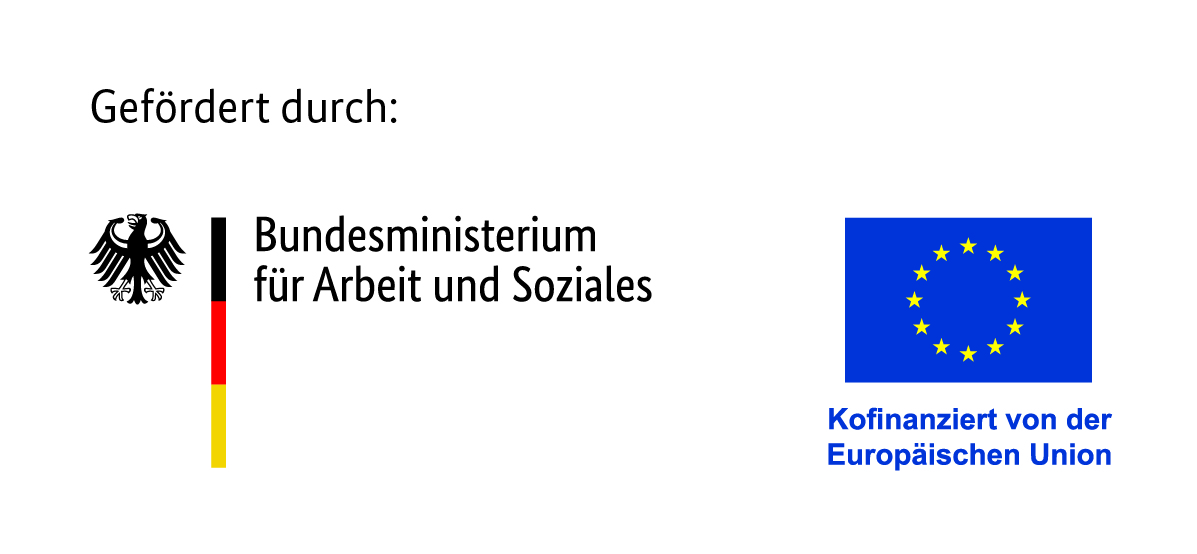 Gefördert durch:
Bundesministerium
für Arbeit und Soziales
Kofinanziert von der
Europäischen Union